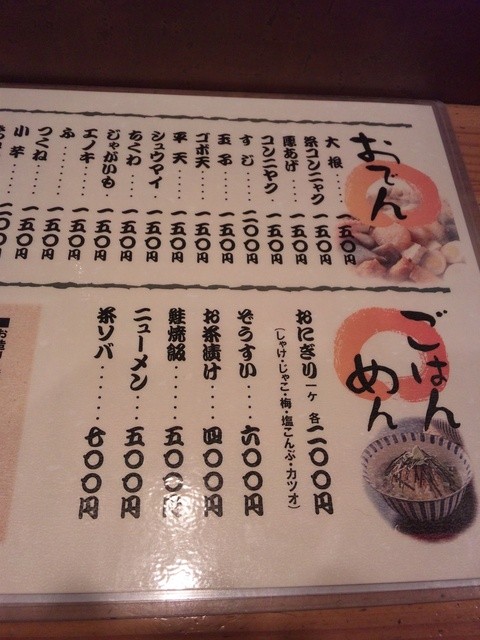 おでん
大根 一五〇円
糸コンニャク 一五〇円
厚あげ‥‥ 一五〇円
コンニヤク‥ 一五〇円
すじ‥‥‥ 二〇〇円
玉子‥‥‥ 一五〇円
ゴボ天‥‥ 一五〇円
平天‥‥‥ 一五〇円
シュウマイ‥ 一五〇円
ちくわ‥‥ 一五〇円
じゃがいも‥ 一五〇円
エノキ‥‥ 一五〇円
ふ‥‥‥‥ 一五〇円
つくね‥‥ 一五〇円
小芋‥‥‥ 一五〇円
二〇〇円
ごはん
めん
おにぎり一ヶ 各二〇〇円
(しゃけ・じゃこ・梅・塩こんぶ・カツオ)
ぞうすい‥‥‥ 六〇〇円
お茶漬け‥‥‥ 四〇〇円
鮭焼飯‥‥‥ 五〇〇円
ニューメン‥‥‥ 五〇〇円
茶ソバ‥‥‥‥ 七〇〇円